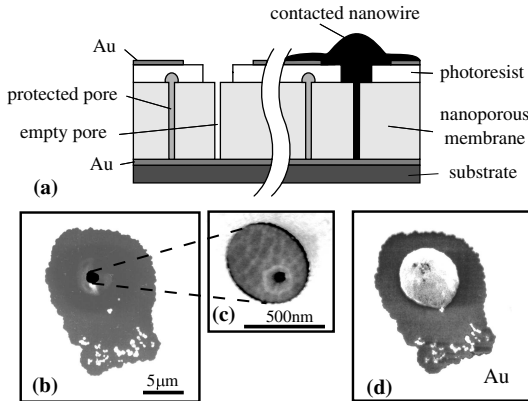 contacted nanowire
Au
photoresist
protected pore
empty pore
nanoporous
membrane
Au
substrate
(a)
(b)
5μm
(c)
500nm
(d)
Au